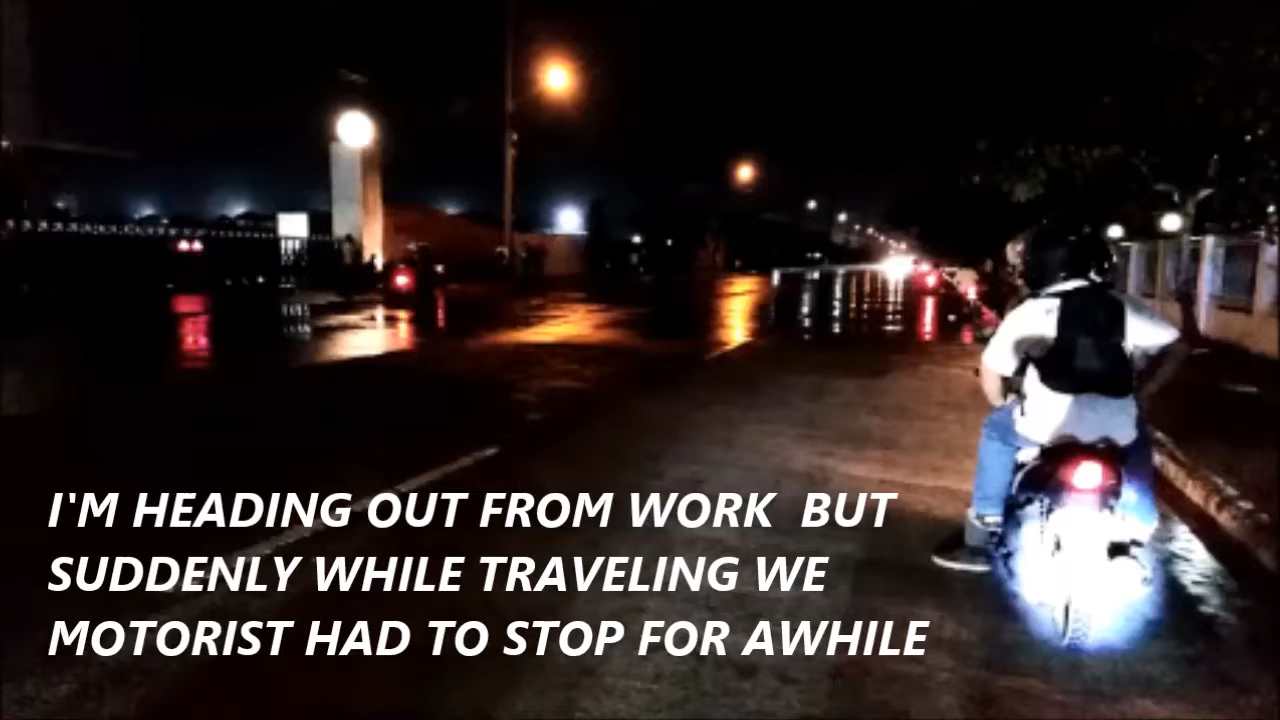 I'M HEADING OUT FROM WORK  BUT
SUDDENLY WHILE TRAVELING WE
MOTORIST HAD TO STOP FOR AWHILE